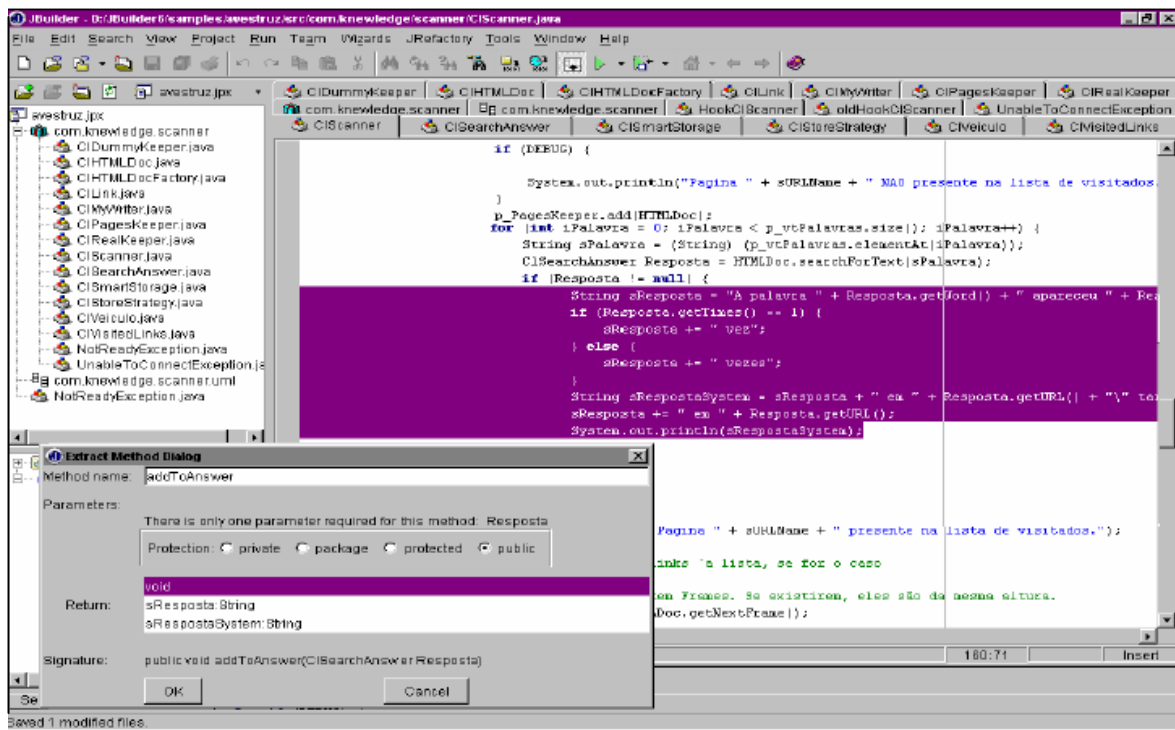 JBuilder - D:/JBuilder6/samples/avestruz/src/com/knewledge/scanner/ClScanner.java
File Edit Search View Project Run Team Wizards JRefactory Tools Window Help
avestruz.jpx
ClDummyKeeper ClHTMLDoc ClHTMLDocFactory ClLink ClMyWriter ClPagesKeeper ClRealKeeper
com.knewledge.scanner com.knewledge.scanner HookClScanner oldHookClScanner UnableToConnectException
ClScanner ClSearchAnswer ClSmartStorage ClStoreStrategy ClVeiculo ClVisitedLinks
avestruz.jpx
com.knewledge.scanner
ClDummyKeeper.java
ClHTMLDoc.java
ClHTMLDocFactory.java
ClLink.java
ClMyWriter.java
ClPagesKeeper.java
ClRealKeeper.java
ClScanner.java
ClSearchAnswer.java
ClSmartStorage.java
ClStoreStrategy.java
ClVeiculo.java
ClVisitedLinks.java
NotReadyException.java
UnableToConnectException.ja
com.knewledge.scanner.uml
NotReadyException.java
if (DEBUG) {
System.out.println("Pagina " + sURLName + " NAO presente na lista de visitados.
}
p_PagesKeeper.add(HTMLDoc);
for (int iPalavra = 0; iPalavra < p_vtPalavras.size(); iPalavra++) {
String sPalavra = (String) (p_vtPalavras.elementAt(iPalavra));
ClSearchAnswer Resposta = HTMLDoc.searchForText(sPalavra);
if (Resposta != null) {
String sResposta = "A palavra " + Resposta.getWord() + " apareceu " + Res
if (Resposta.getTimes() == 1) {
sResposta += " vez";
} else {
sResposta += " vezes";
}
String sRespostaSystem = sResposta + " em " + Resposta.getURL() + "\" ta
sResposta += " em " + Resposta.getURL();
System.out.println(sRespostaSystem);
Pagina " + sURLName + " presente na lista de visitados.");
inks `a lista, se for o caso
em Frames. Se existirem, eles são da mesma altura.
Doc.getNextFrame();
160:71 Insert
Extract Method Dialog
Method name: addToAnswer
Parameters:
There is only one parameter required for this method: Resposta
Protection: private package protected public
void
Return: sResposta:String
sRespostaSystem:String
Signature: public void addToAnswer(ClSearchAnswer Resposta)
OK Cancel
Se
Saved 1 modified files.